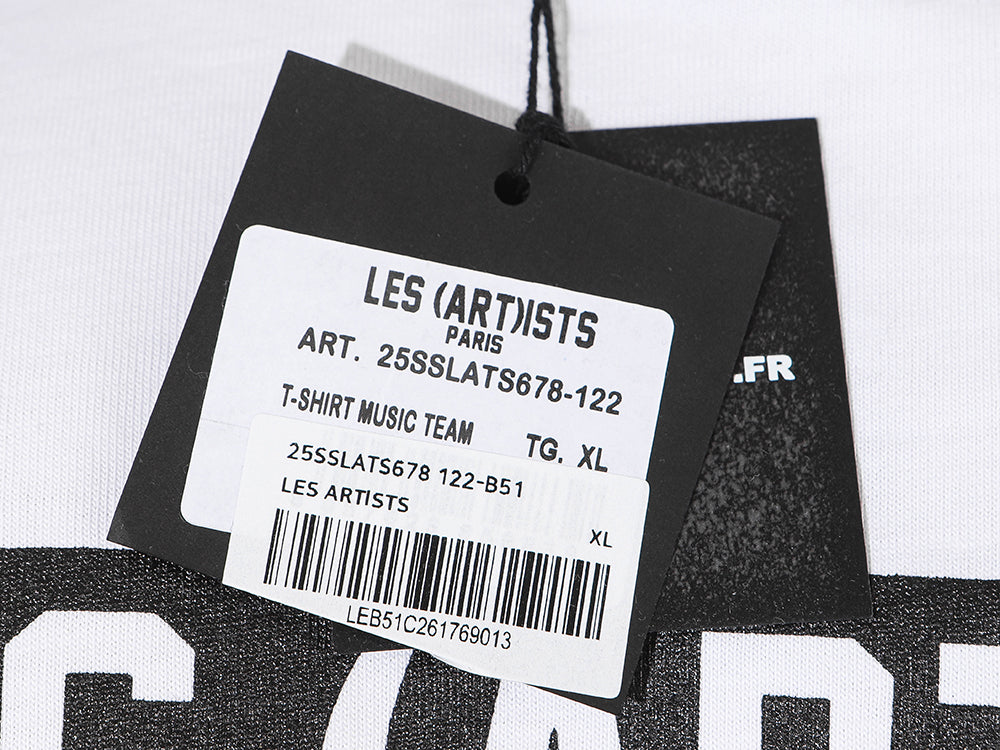 LES (ART)ISTS
PARIS
ART. 25SSLATS678-122
T-SHIRT MUSIC TEAM
TG. XL
25SSLATS678 122-B51
LES ARTISTS
XL
LEB51C261769013
.FR
S (ART